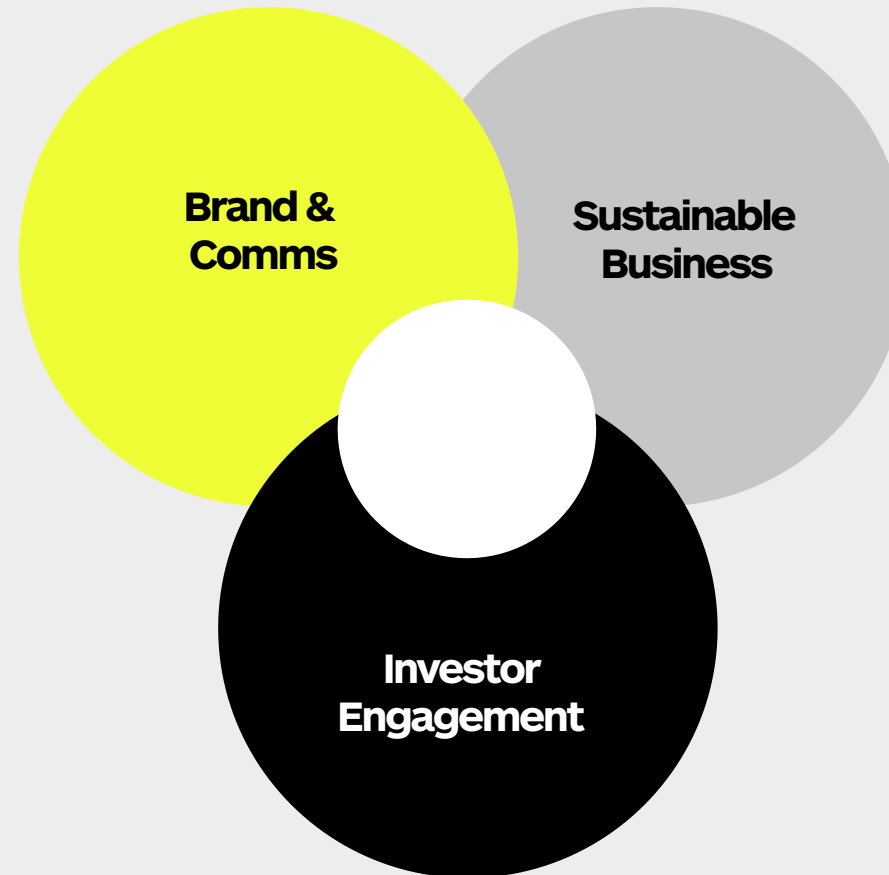 Brand &
Comms
Sustainable
Business
Investor
Engagement